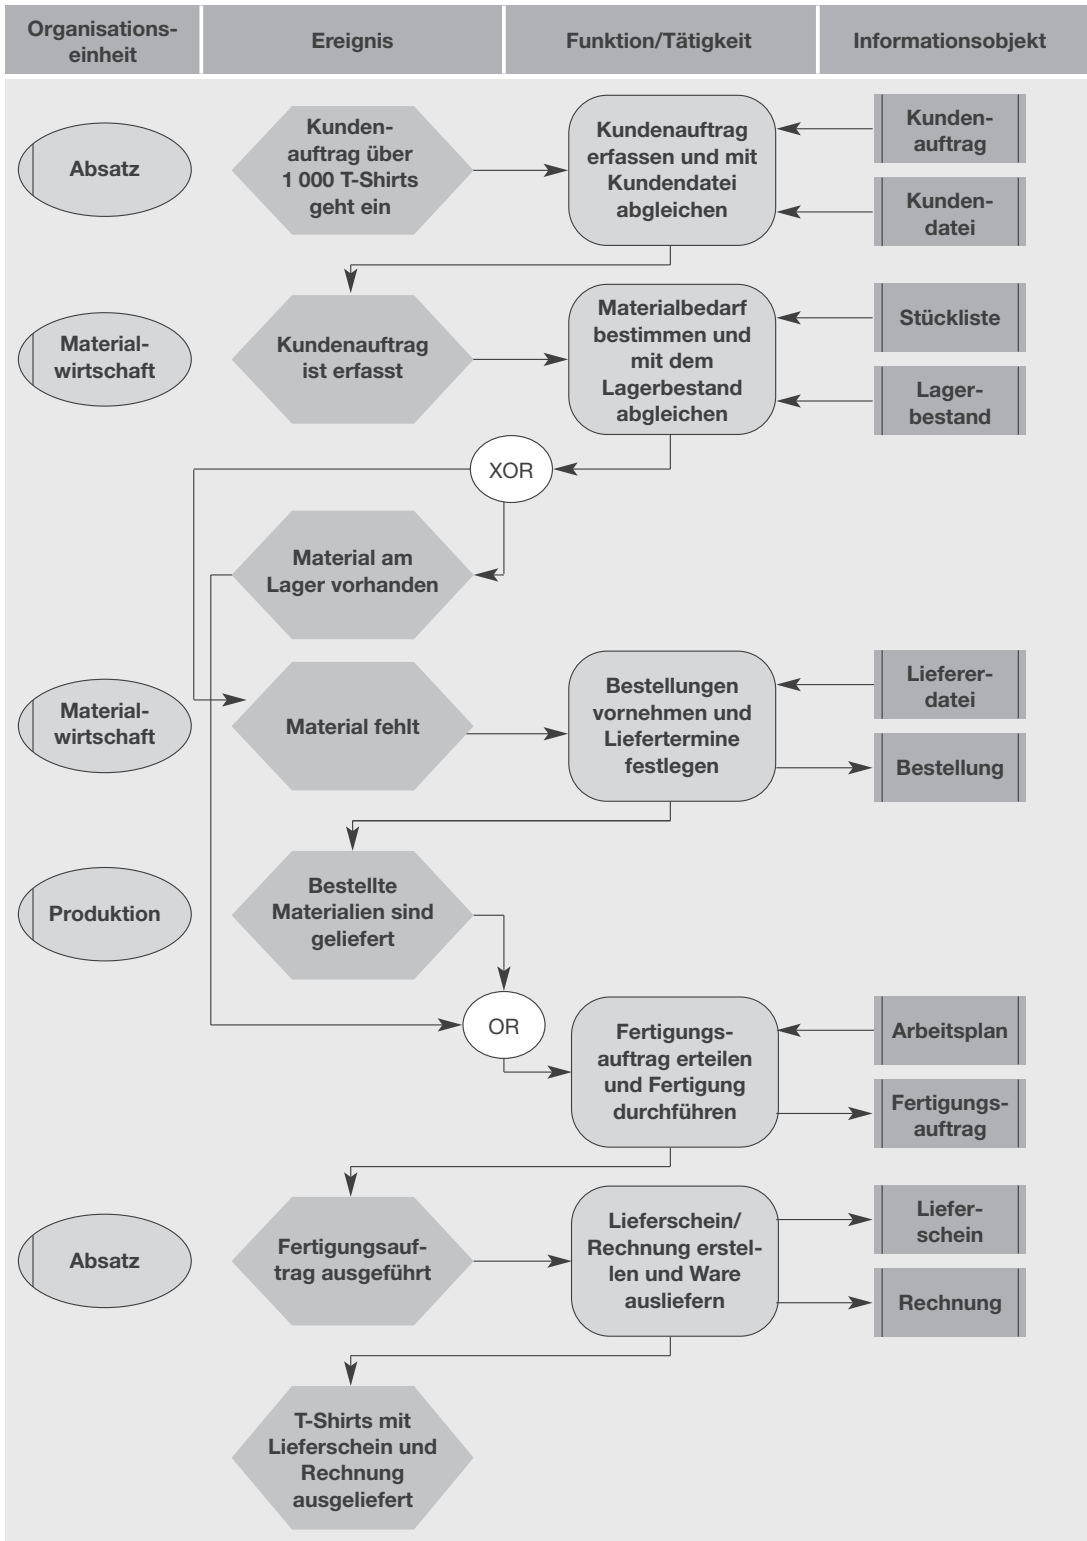 Organisations-
einheit
Ereignis
Funktion/Tätigkeit
Informationsobjekt
Absatz
Kunden-
auftrag über
1 000 T-Shirts
geht ein
Kundenauftrag
erfassen und mit
Kundendatei
abgleichen
Kunden-
auftrag
Kunden-
datei
Material-
wirtschaft
Kundenauftrag
ist erfasst
Materialbedarf
bestimmen und
mit dem
Lagerbestand
abgleichen
Stückliste
Lager-
bestand
XOR
Material am
Lager vorhanden
Material-
wirtschaft
Material fehlt
Bestellungen
vornehmen und
Liefertermine
festlegen
Lieferer-
datei
Bestellung
Produktion
Bestellte
Materialien sind
geliefert
OR
Fertigungs-
auftrag erteilen
und Fertigung
durchführen
Arbeitsplan
Fertigungs-
auftrag
Absatz
Fertigungsauf-
trag ausgeführt
Lieferschein/
Rechnung erstel-
len und Ware
ausliefern
Liefer-
schein
Rechnung
T-Shirts mit
Lieferschein und
Rechnung
ausgeliefert